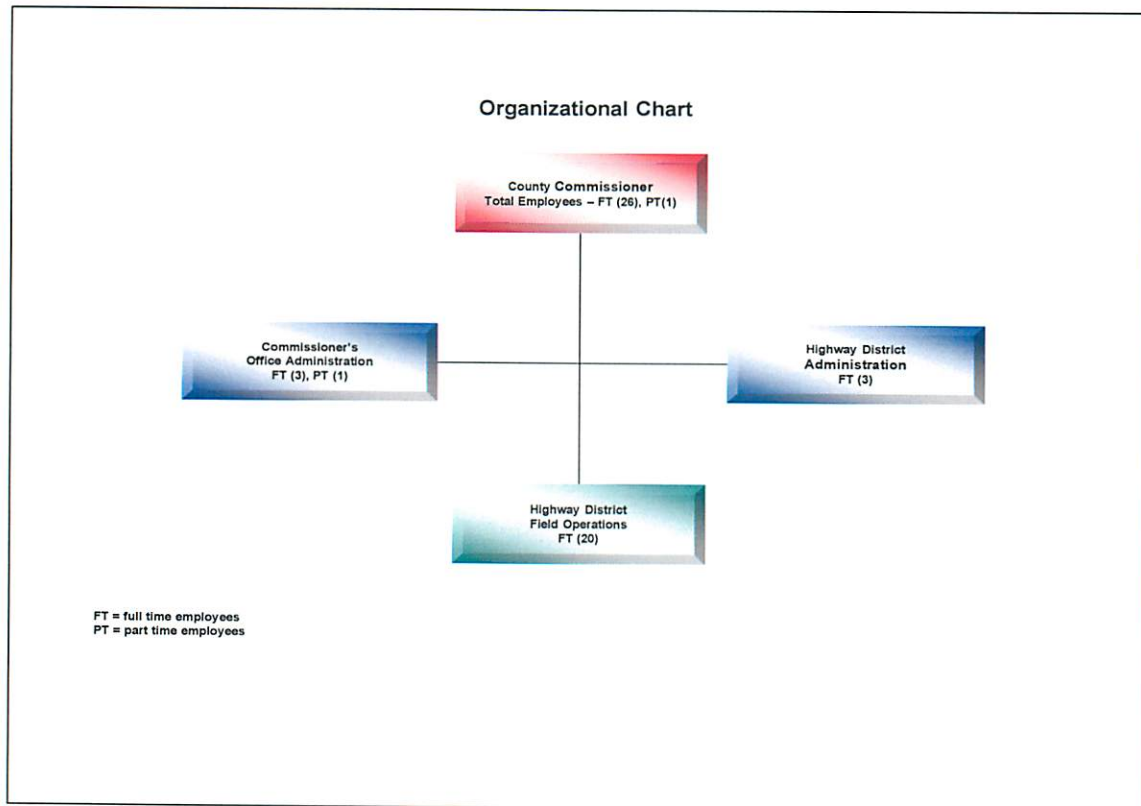 Organizational Chart
County Commissioner
Total Employees – FT (26), PT(1)
Commissioner's
Office Administration
FT (3), PT (1)
Highway District
Administration
FT (3)
Highway District
Field Operations
FT (20)
FT = full time employees
PT = part time employees